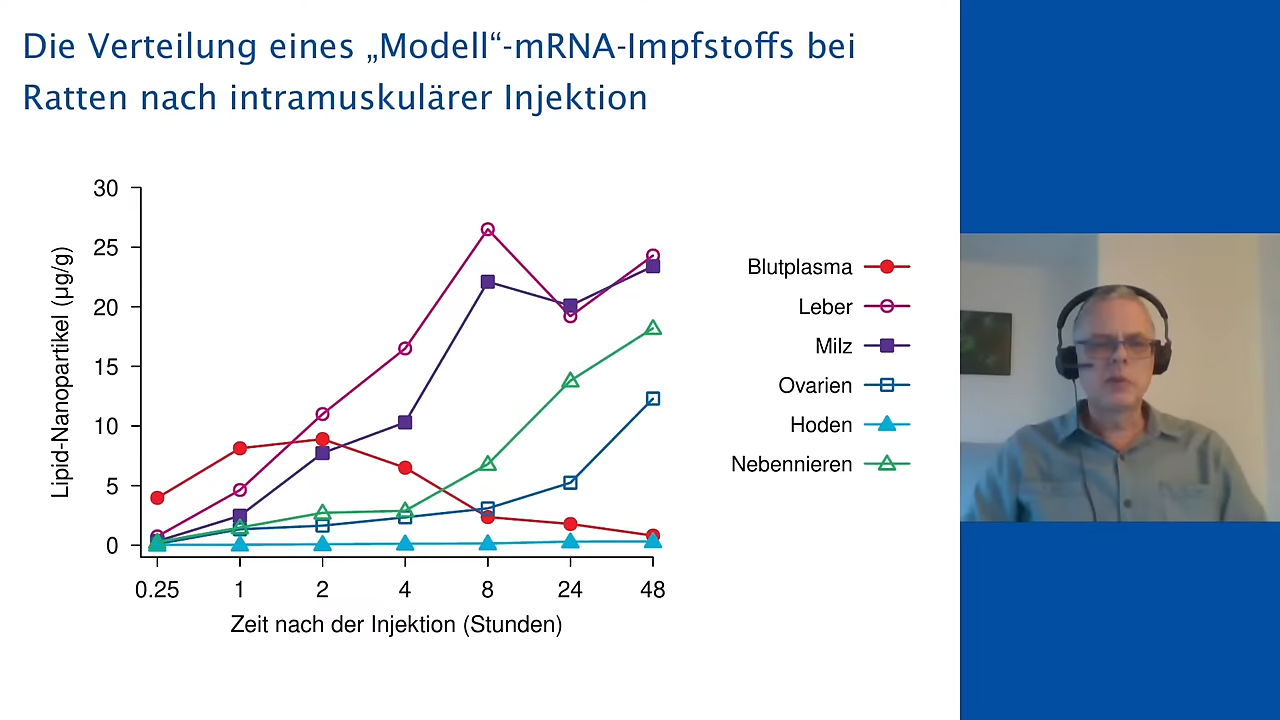 Die Verteilung eines „Modell“-mRNA-Impfstoffs bei
Ratten nach intramuskulärer Injektion
30
25
20
15
10
5
0
Lipid-Nanopartikel (µg/g)
0.25 1 2 4 8 24 48
Zeit nach der Injektion (Stunden)
Blutplasma
Leber
Milz
Ovarien
Hoden
Nebennieren